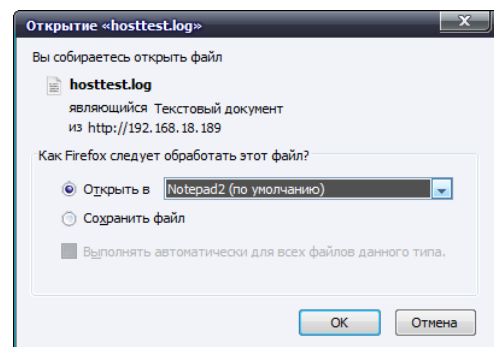 Открытие «hosttest.log»
Вы собираетесь открыть файл
hosttest.log
являющийся Текстовый документ
из http://192.168.18.189
Как Firefox следует обработать этот файл?
Открыть в Notepad2 (по умолчанию)
Сохранить файл
Выполнять автоматически для всех файлов данного типа.
OK Отмена